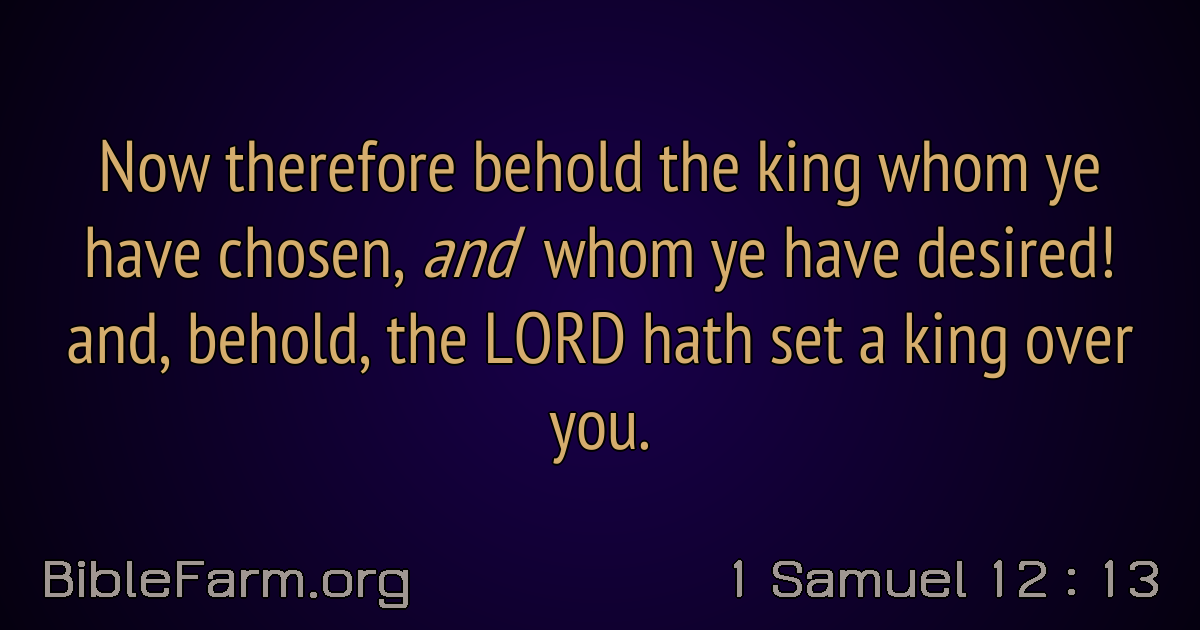 Now therefore behold the king whom ye
have chosen, and whom ye have desired!
and, behold, the LORD hath set a king over
you.
BibleFarm.org
1 Samuel 12 : 13